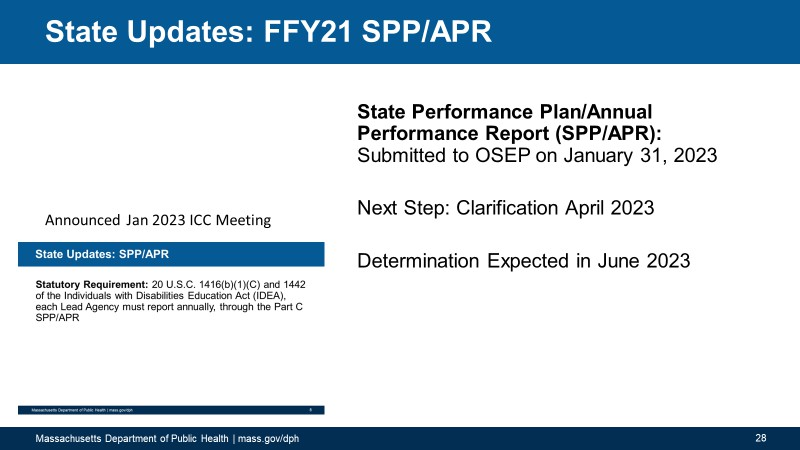 State Updates: FFY21 SPP/APR
Announced Jan 2023 ICC Meeting
State Updates: SPP/APR
Statutory Requirement: 20 U.S.C. 1416(b)(1)(C) and 1442
of the Individuals with Disabilities Education Act (IDEA),
each Lead Agency must report annually, through the Part C
SPP/APR
Massachusetts Department of Public Health | mass.gov/dph
State Performance Plan/Annual
Performance Report (SPP/APR):
Submitted to OSEP on January 31, 2023
Next Step: Clarification April 2023
Determination Expected in June 2023
Massachusetts Department of Public Health | mass.gov/dph
28